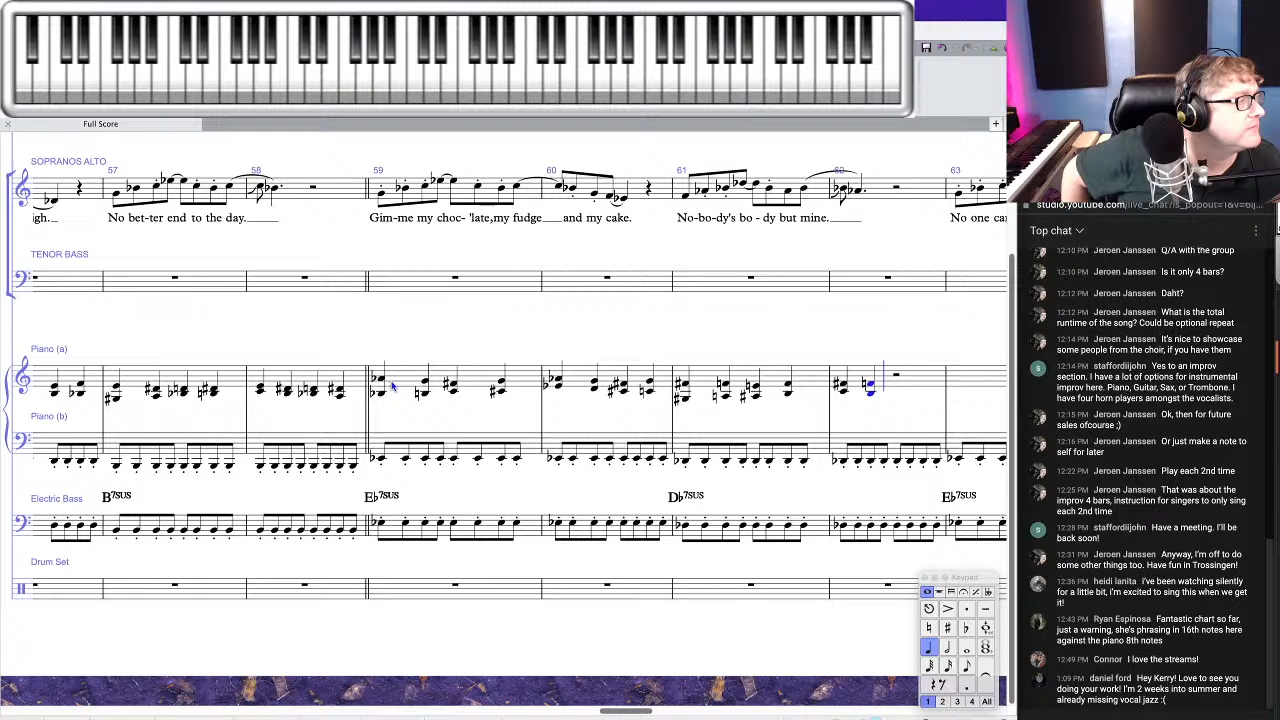 Full Score
SOPRANOS ALTO
57 58 59 60 61 62 63
igh. No bet-ter end to the day. Gim-me my choc-'late,my fudge and my cake. No-bo-dy's bo - dy but mine. No one ca
TENOR BASS
Piano (a)
Piano (b)
Electric Bass B7SUS Eb7SUS Db7SUS Eb7SUS
Drum Set
Keypad
1 2 3 4 All
Top chat
12:10 PM Jeroen Janssen Q/A with the group
12:10 PM Jeroen Janssen Is it only 4 bars?
12:12 PM Jeroen Janssen Daht?
12:12 PM Jeroen Janssen What is the total
runtime of the song? Could be optional repeat
12:14 PM Jeroen Janssen It's nice to showcase
some people from the choir, if you have them
12:14 PM staffordiijohn Yes to an improv
section. I have a lot of options for instrumental
improv here. Piano, Guitar, Sax, or Trombone. I
have four horn players amongst the vocalists.
12:15 PM Jeroen Janssen Ok, then for future
sales ofcourse ;)
12:16 PM Jeroen Janssen Or just make a note to
self for later
12:22 PM Jeroen Janssen Play each 2nd time
12:25 PM Jeroen Janssen That was about the
improv 4 bars, instruction for singers to only sing
each 2nd time
12:28 PM staffordiijohn Have a meeting. I'll be
back soon!
12:31 PM Jeroen Janssen Anyway, I'm off to do
some other things too. Have fun in Trossingen!
12:36 PM heidi lanita i've been watching silently
for a little bit, i'm excited to sing this when we get
it!
12:43 PM Ryan Espinosa Fantastic chart so far,
just a warning, she's phrasing in 16th notes here
against the piano 8th notes
12:49 PM Connor I love the streams!
1:09 PM daniel ford Hey Kerry! Love to see you
doing your work! I'm 2 weeks into summer and
already missing vocal jazz :(